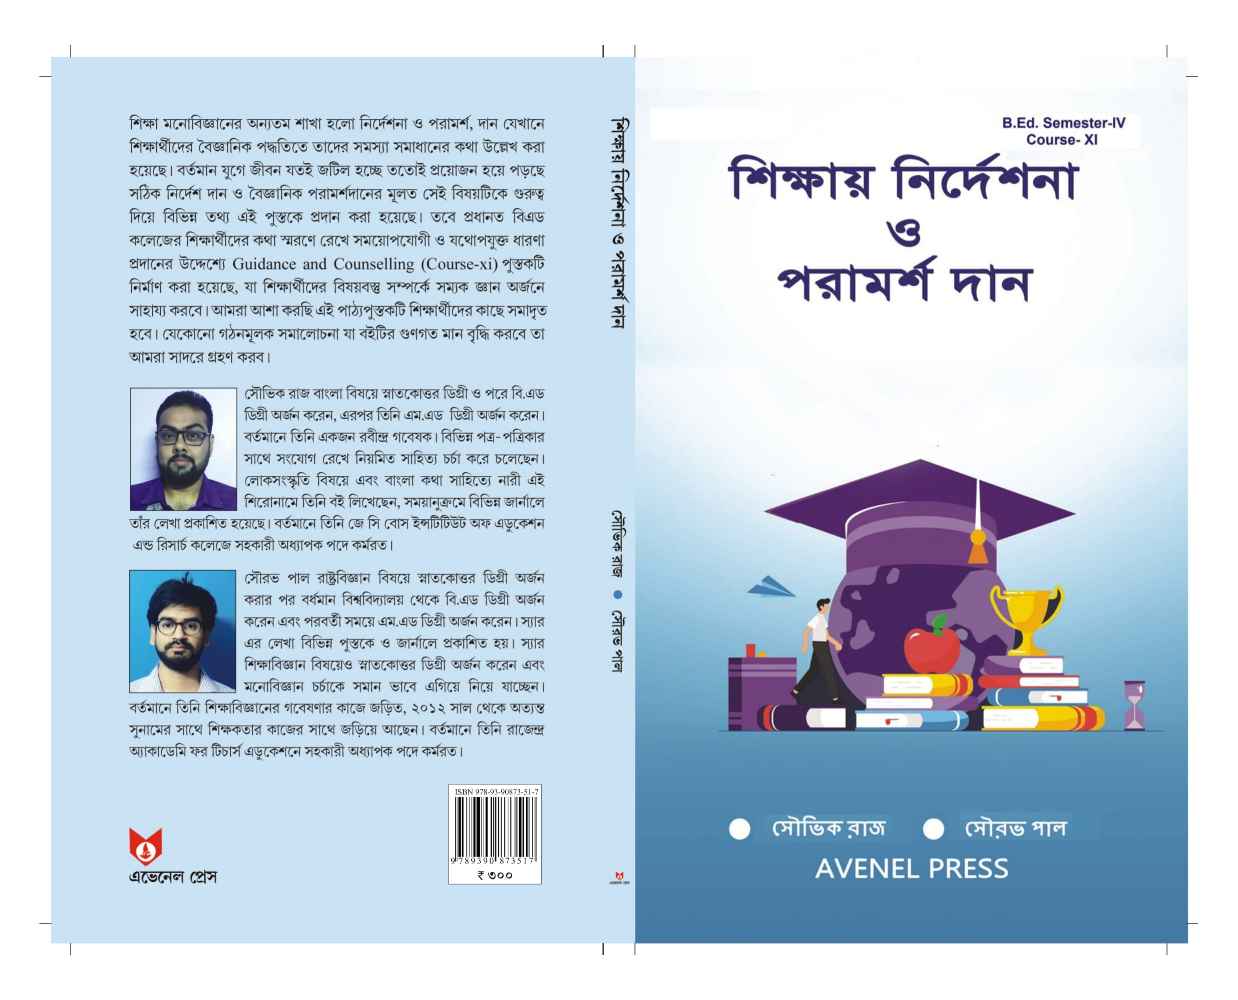 শিক্ষা মনোবিজ্ঞানের অন্যতম শাখা হলো নির্দেশনা ও পরামর্শ, দান যেখানে
শিক্ষার্থীদের বৈজ্ঞানিক পদ্ধতিতে তাদের সমস্যা সমাধানের কথা উল্লেখ করা
হয়েছে। বর্তমান যুগে জীবন যতই জটিল হচ্ছে ততোই প্রয়োজন হয়ে পড়ছে
সঠিক নির্দেশ দান ও বৈজ্ঞানিক পরামর্শদানের মূলত সেই বিষয়টিকে গুরুত্ব
দিয়ে বিভিন্ন তথ্য এই পুস্তকে প্রদান করা হয়েছে। তবে প্রধানত বিএড
কলেজের শিক্ষার্থীদের কথা স্মরণে রেখে সময়োপযোগী ও যথোপযুক্ত ধারণা
প্রদানের উদ্দেশ্যে Guidance and Counselling (Course-xi) পুস্তকটি
নির্মাণ করা হয়েছে, যা শিক্ষার্থীদের বিষয়বস্তু সম্পর্কে সম্যক জ্ঞান অর্জনে
সাহায্য করবে। আমরা আশা করছি এই পাঠ্যপুস্তকটি শিক্ষার্থীদের কাছে সমাদৃত
হবে। যেকোনো গঠনমূলক সমালোচনা যা বইটির গুণগত মান বৃদ্ধি করবে তা
আমরা সাদরে গ্রহণ করব।
সৌভিক রাজ বাংলা বিষয়ে স্নাতকোত্তর ডিগ্রী ও পরে বি.এড
ডিগ্রী অর্জন করেন, এরপর তিনি এম.এড ডিগ্রী অর্জন করেন।
বর্তমানে তিনি একজন রবীন্দ্র গবেষক। বিভিন্ন পত্র-পত্রিকার
সাথে সংযোগ রেখে নিয়মিত সাহিত্য চর্চা করে চলেছেন।
লোকসংস্কৃতি বিষয়ে এবং বাংলা কথা সাহিত্যে নারী এই
শিরোনামে তিনি বই লিখেছেন, সময়ানুক্রমে বিভিন্ন জার্নালে
তাঁর লেখা প্রকাশিত হয়েছে। বর্তমানে তিনি জে সি বোস ইন্সটিটিউট অফ এডুকেশন
এন্ড রিসার্চ কলেজে সহকারী অধ্যাপক পদে কর্মরত।
সৌরভ পাল রাষ্ট্রবিজ্ঞান বিষয়ে স্নাতকোত্তর ডিগ্রী অর্জন
করার পর বর্ধমান বিশ্ববিদ্যালয় থেকে বি.এড ডিগ্রী অর্জন
করেন এবং পরবর্তী সময়ে এম.এড ডিগ্রী অর্জন করেন। স্যার
এর লেখা বিভিন্ন পুস্তকে ও জার্নালে প্রকাশিত হয়। স্যার
শিক্ষাবিজ্ঞান বিষয়েও স্নাতকোত্তর ডিগ্রী অর্জন করেন এবং
মনোবিজ্ঞান চর্চাকে সমান ভাবে এগিয়ে নিয়ে যাচ্ছেন।
বর্তমানে তিনি শিক্ষাবিজ্ঞানের গবেষণার কাজে জড়িত, ২০১২ সাল থেকে অত্যন্ত
সুনামের সাথে শিক্ষকতার কাজের সাথে জড়িয়ে আছেন। বর্তমানে তিনি রাজেন্দ্র
অ্যাকাডেমি ফর টিচার্স এডুকেশনে সহকারী অধ্যাপক পদে কর্মরত।
ISBN 978-93-90873-51-7
9 789390 873517
₹ ৩০০
এভেনেল প্রেস
শিক্ষায় নির্দেশনা ও পরামর্শ দান
সৌভিক রাজ ● সৌরভ পাল
এভেনেল প্রেস
B.Ed. Semester-IV
Course- XI
শিক্ষায় নির্দেশনা
ও
পরামর্শ দান
সৌভিক রাজ ● সৌরভ পাল
AVENEL PRESS